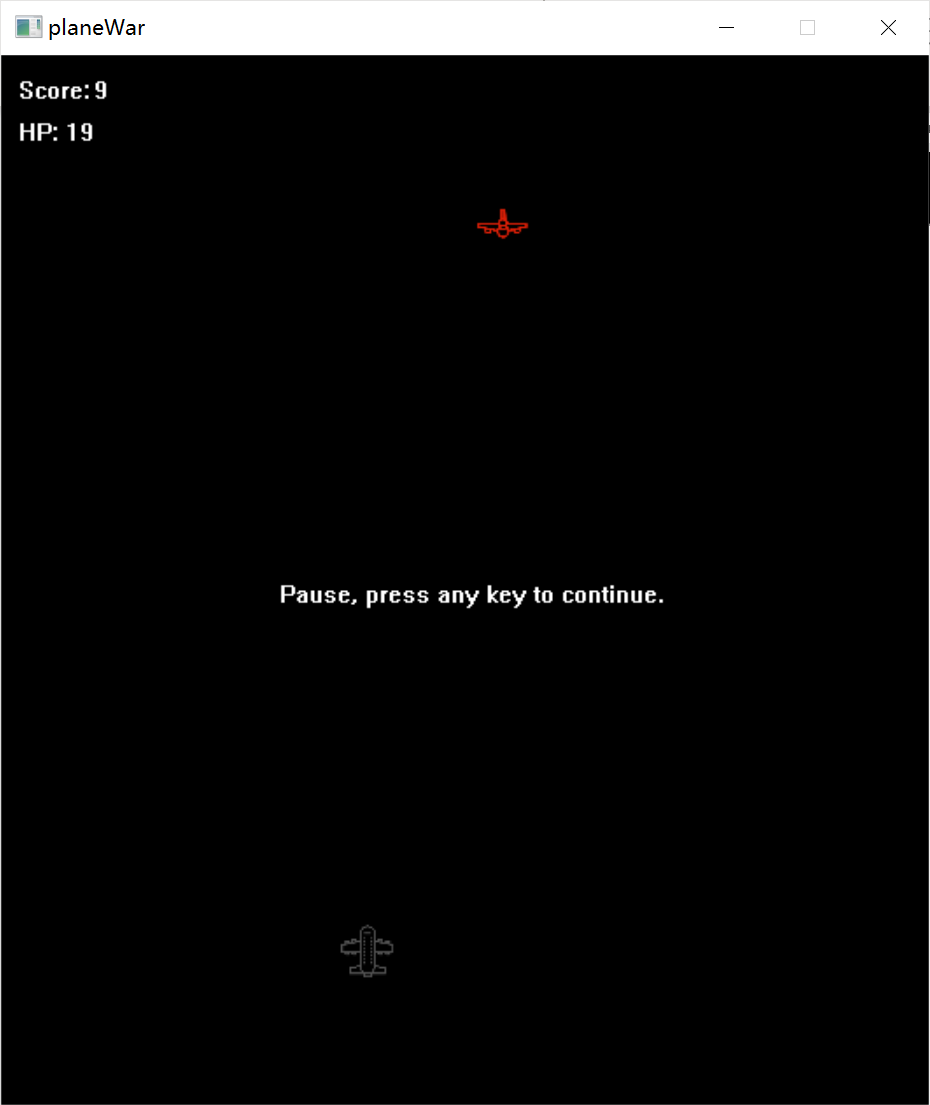 planeWar
Score: 9
HP: 19
Pause, press any key to continue.